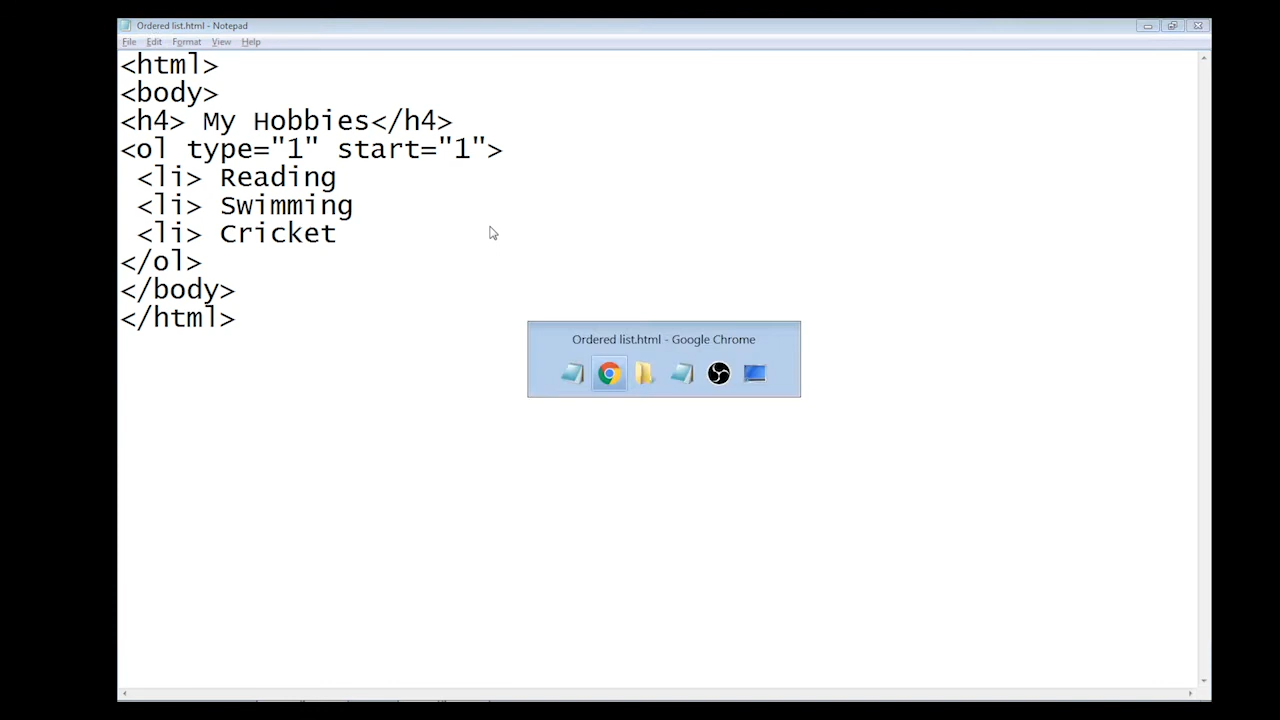 Ordered list.html - Notepad
File Edit Format View Help
<html>
<body>
<h4> My Hobbies</h4>
<ol type="1" start="1">
<li> Reading
<li> Swimming
<li> Cricket
</ol>
</body>
</html>
Ordered list.html - Google Chrome